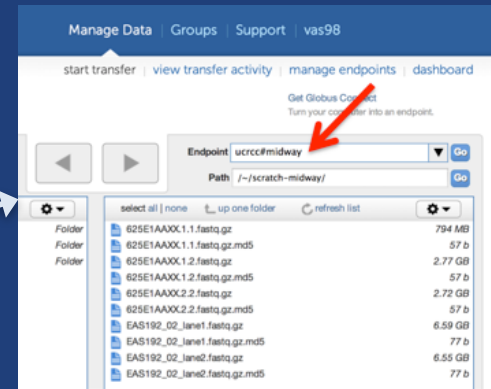 Manage Data | Groups | Support | vas98
start transfer | view transfer activity | manage endpoints | dashboard
Get Globus Connect
Turn your computer into an endpoint.
Endpoint ucrcc#midway Go
Path /~/scratch-midway/ Go
select all | none up one folder refresh list
Folder 625E1AAXX.1.1.fastq.gz 794 MB
Folder 625E1AAXX.1.1.fastq.gz.md5 57 b
Folder 625E1AAXX.1.2.fastq.gz 2.77 GB
625E1AAXX.1.2.fastq.gz.md5 57 b
625E1AAXX.2.2.fastq.gz 2.72 GB
625E1AAXX.2.2.fastq.gz.md5 57 b
EAS192_02_lane1.fastq.gz 6.59 GB
EAS192_02_lane1.fastq.gz.md5 77 b
EAS192_02_lane2.fastq.gz 6.55 GB
EAS192_02_lane2.fastq.gz.md5 77 b